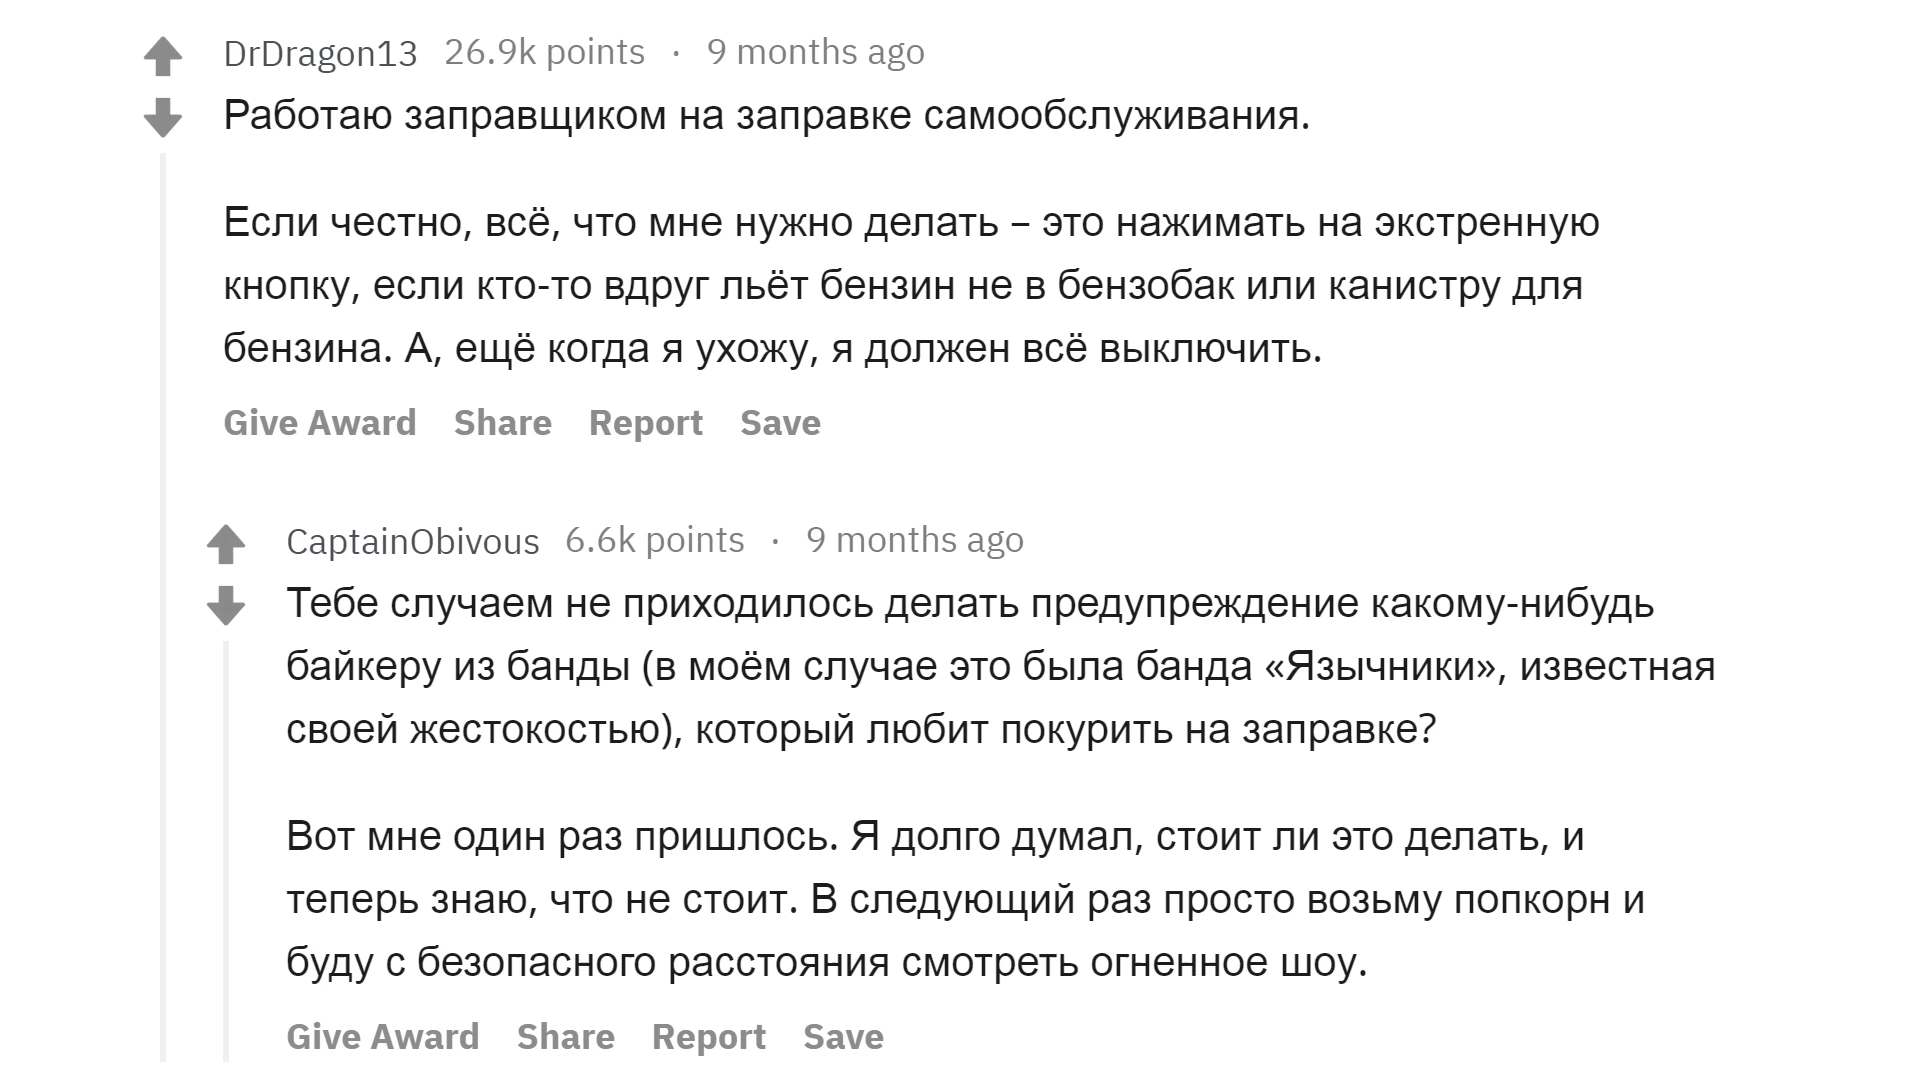 DrDragon13 26.9k points · 9 months ago
Работаю заправщиком на заправке самообслуживания.
Если честно, всё, что мне нужно делать – это нажимать на экстренную
кнопку, если кто-то вдруг льёт бензин не в бензобак или канистру для
бензина. А, ещё когда я ухожу, я должен всё выключить.
Give Award Share Report Save
CaptainObivous 6.6k points · 9 months ago
Тебе случаем не приходилось делать предупреждение какому-нибудь
байкеру из банды (в моём случае это была банда «Язычники», известная
своей жестокостью), который любит покурить на заправке?
Вот мне один раз пришлось. Я долго думал, стоит ли это делать, и
теперь знаю, что не стоит. В следующий раз просто возьму попкорн и
буду с безопасного расстояния смотреть огненное шоу.
Give Award Share Report Save